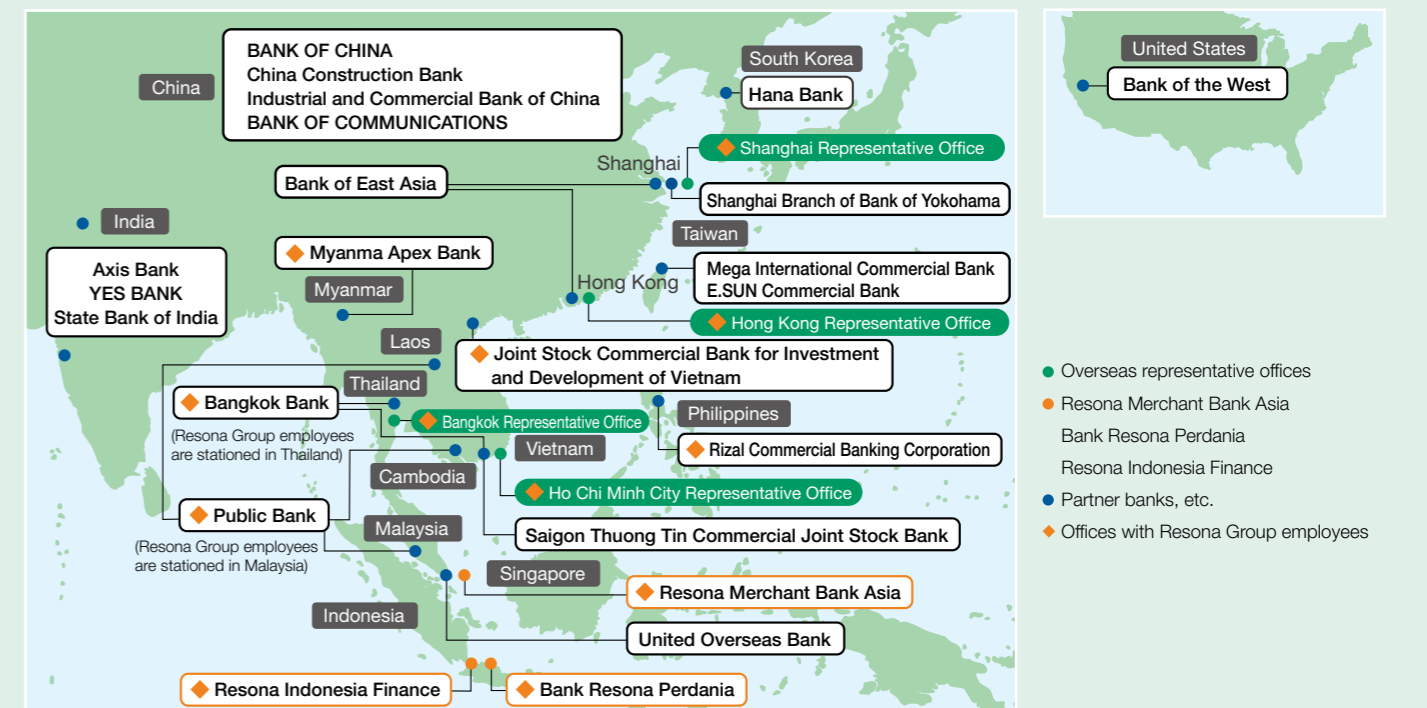 China
BANK OF CHINA
China Construction Bank
Industrial and Commercial Bank of China
BANK OF COMMUNICATIONS
South Korea
Hana Bank
United States
Bank of the West
Shanghai
Shanghai Representative Office
Bank of East Asia
Shanghai Branch of Bank of Yokohama
India
Axis Bank
YES BANK
State Bank of India
Myanma Apex Bank
Myanmar
Taiwan
Mega International Commercial Bank
E.SUN Commercial Bank
Hong Kong
Hong Kong Representative Office
Laos
Joint Stock Commercial Bank for Investment
and Development of Vietnam
Thailand
Bangkok Bank
(Resona Group employees
are stationed in Thailand)
Bangkok Representative Office
Philippines
Rizal Commercial Banking Corporation
Vietnam
Cambodia
Ho Chi Minh City Representative Office
Public Bank
(Resona Group employees
are stationed in Malaysia)
Malaysia
Saigon Thuong Tin Commercial Joint Stock Bank
Singapore
Resona Merchant Bank Asia
Indonesia
United Overseas Bank
Resona Indonesia Finance
Bank Resona Perdania
Overseas representative offices
Resona Merchant Bank Asia
Bank Resona Perdania
Resona Indonesia Finance
Partner banks, etc.
Offices with Resona Group employees